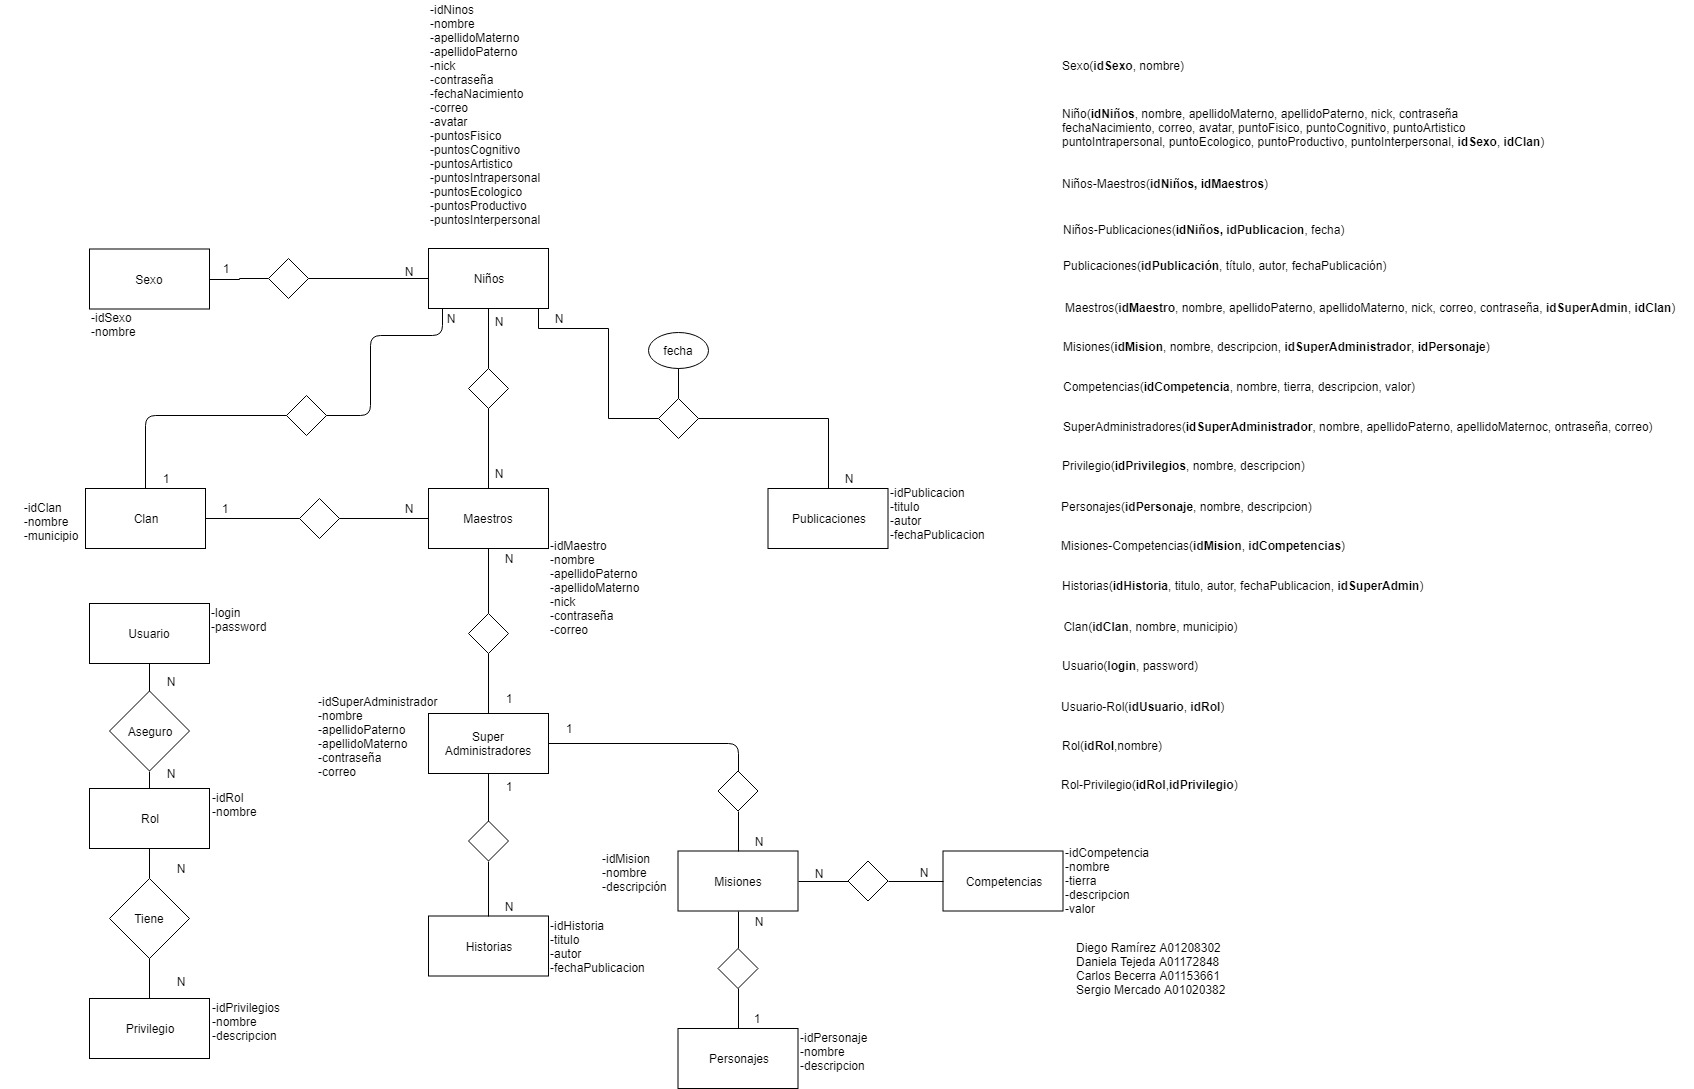 -idNinos
-nombre
-apellidoMaterno
-apellidoPaterno
-nick
-contraseña
-fechaNacimiento
-correo
-avatar
-puntosFisico
-puntosCognitivo
-puntosArtistico
-puntosIntrapersonal
-puntosEcologico
-puntosProductivo
-puntosInterpersonal
Sexo
1
N
Niños
-idSexo
-nombre
N
N
N
fecha
1
N
N
-idClan
-nombre
-municipio
Clan
1
N
Maestros
Publicaciones
-idPublicacion
-titulo
-autor
-fechaPublicacion
N
-idMaestro
-nombre
-apellidoPaterno
-apellidoMaterno
-nick
-contraseña
-correo
Usuario
-login
-password
N
Aseguro
N
Rol
-idRol
-nombre
N
Tiene
N
Privilegio
-idPrivilegios
-nombre
-descripcion
1
-idSuperAdministrador
-nombre
-apellidoPaterno
-apellidoMaterno
-contraseña
-correo
Super
Administradores
1
1
N
Historias
-idHistoria
-titulo
-autor
-fechaPublicacion
N
-idMision
-nombre
-descripción
Misiones
N
N
Competencias
-idCompetencia
-nombre
-tierra
-descripcion
-valor
N
1
Personajes
-idPersonaje
-nombre
-descripcion
Sexo(idSexo, nombre)
Niño(idNiños, nombre, apellidoMaterno, apellidoPaterno, nick, contraseña
fechaNacimiento, correo, avatar, puntoFisico, puntoCognitivo, puntoArtistico
puntoIntrapersonal, puntoEcologico, puntoProductivo, puntoInterpersonal, idSexo, idClan)
Niños-Maestros(idNiños, idMaestros)
Niños-Publicaciones(idNiños, idPublicacion, fecha)
Publicaciones(idPublicación, título, autor, fechaPublicación)
Maestros(idMaestro, nombre, apellidoPaterno, apellidoMaterno, nick, correo, contraseña, idSuperAdmin, idClan)
Misiones(idMision, nombre, descripcion, idSuperAdministrador, idPersonaje)
Competencias(idCompetencia, nombre, tierra, descripcion, valor)
SuperAdministradores(idSuperAdministrador, nombre, apellidoPaterno, apellidoMaternoc, ontraseña, correo)
Privilegio(idPrivilegios, nombre, descripcion)
Personajes(idPersonaje, nombre, descripcion)
Misiones-Competencias(idMision, idCompetencias)
Historias(idHistoria, titulo, autor, fechaPublicacion, idSuperAdmin)
Clan(idClan, nombre, municipio)
Usuario(login, password)
Usuario-Rol(idUsuario, idRol)
Rol(idRol,nombre)
Rol-Privilegio(idRol,idPrivilegio)
Diego Ramírez A01208302
Daniela Tejeda A01172848
Carlos Becerra A01153661
Sergio Mercado A01020382